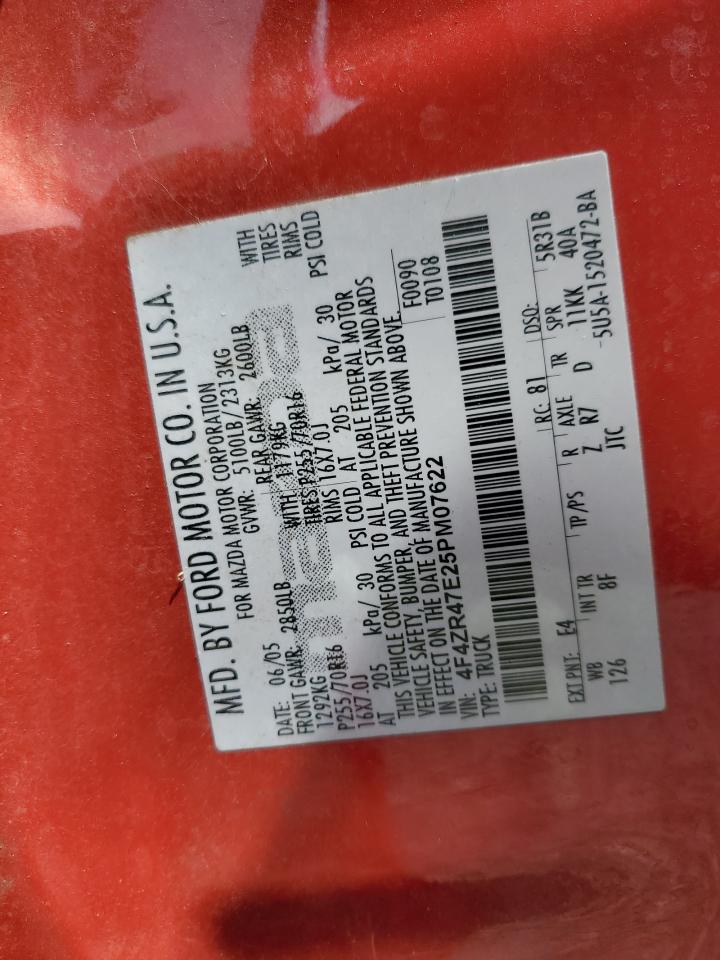 MFD. BY FORD MOTOR CO. IN U.S.A.
FOR MAZDA MOTOR CORPORATION
DATE: 06/05 GVWR: 5100LB/2313KG
FRONT GAWR: 2850LB REAR GAWR: 2600LB WITH
1292KG WITH 1179KG TIRES
P255/70R16 TIRES P255/70R16 RIMS
16X7.0J RIMS 16X7.0J PSI COLD
AT 205 kPa/ 30 PSI COLD AT 205 kPa/ 30
THIS VEHICLE CONFORMS TO ALL APPLICABLE FEDERAL MOTOR
VEHICLE SAFETY, BUMPER, AND THEFT PREVENTION STANDARDS
IN EFFECT ON THE DATE OF MANUFACTURE SHOWN ABOVE.
VIN: 4F4ZR47E25PM07622 F0090
TYPE: TRUCK T0108
mazda
EXT PNT: E4 RC: 81 DSO:
WB INT TR TP/PS R AXLE TR SPR 5R31B
126 8F Z R7 D 11KK 40A
JTC -5U5A-1520472-BA